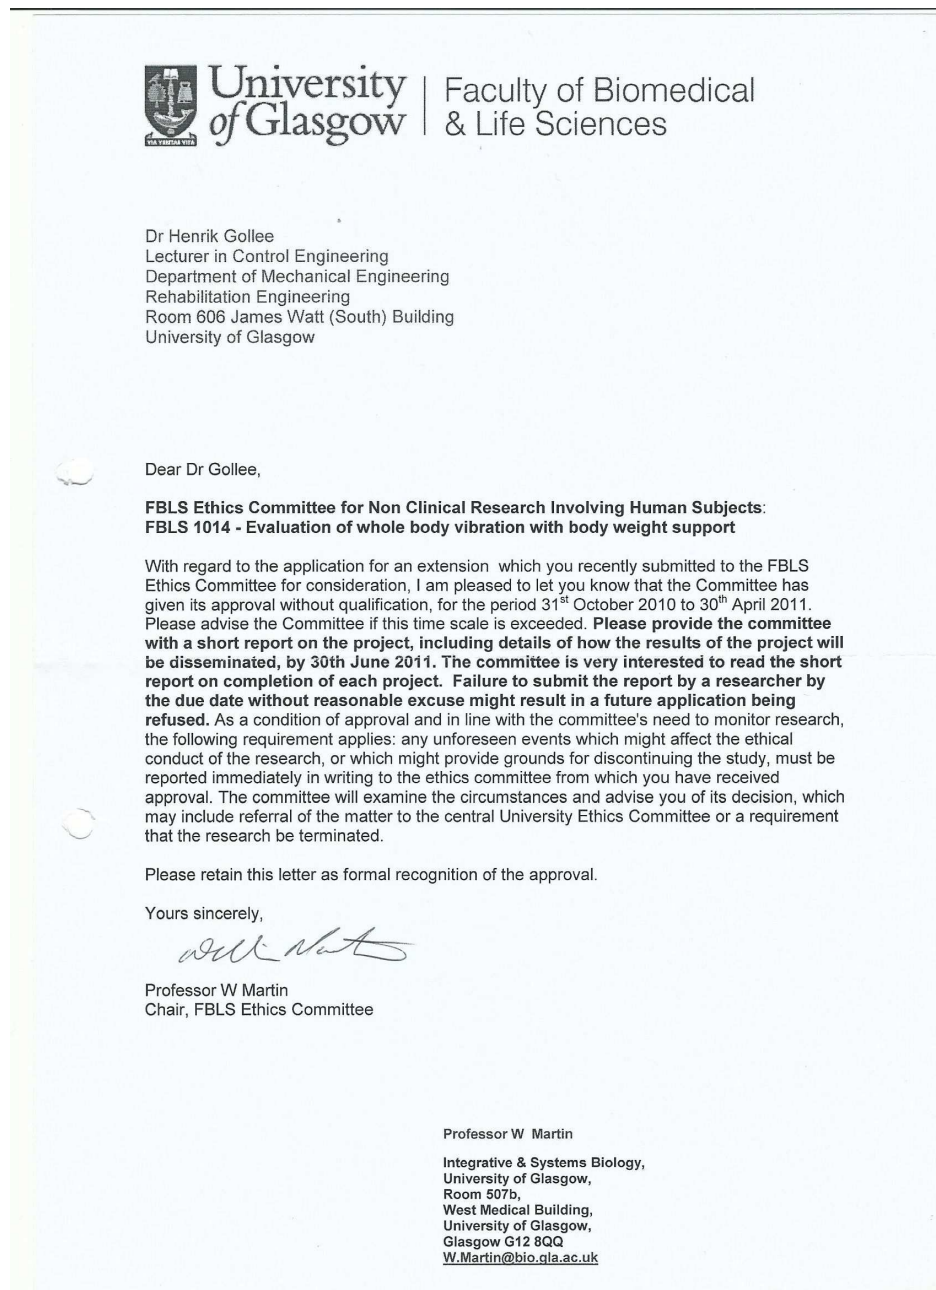 University
of Glasgow
Faculty of Biomedical
& Life Sciences
VIA VERITAS VITA
Dr Henrik Gollee
Lecturer in Control Engineering
Department of Mechanical Engineering
Rehabilitation Engineering
Room 606 James Watt (South) Building
University of Glasgow
Dear Dr Gollee,
FBLS Ethics Committee for Non Clinical Research Involving Human Subjects:
FBLS 1014 - Evaluation of whole body vibration with body weight support
With regard to the application for an extension which you recently submitted to the FBLS
Ethics Committee for consideration, I am pleased to let you know that the Committee has
given its approval without qualification, for the period 31st October 2010 to 30th April 2011.
Please advise the Committee if this time scale is exceeded. Please provide the committee
with a short report on the project, including details of how the results of the project will
be disseminated, by 30th June 2011. The committee is very interested to read the short
report on completion of each project. Failure to submit the report by a researcher by
the due date without reasonable excuse might result in a future application being
refused. As a condition of approval and in line with the committee's need to monitor research,
the following requirement applies: any unforeseen events which might affect the ethical
conduct of the research, or which might provide grounds for discontinuing the study, must be
reported immediately in writing to the ethics committee from which you have received
approval. The committee will examine the circumstances and advise you of its decision, which
may include referral of the matter to the central University Ethics Committee or a requirement
that the research be terminated.
Please retain this letter as formal recognition of the approval.
Yours sincerely,
Professor W Martin
Chair, FBLS Ethics Committee
Professor W Martin
Integrative & Systems Biology,
University of Glasgow,
Room 507b,
West Medical Building,
University of Glasgow,
Glasgow G12 8QQ
W.Martin@bio.gla.ac.uk